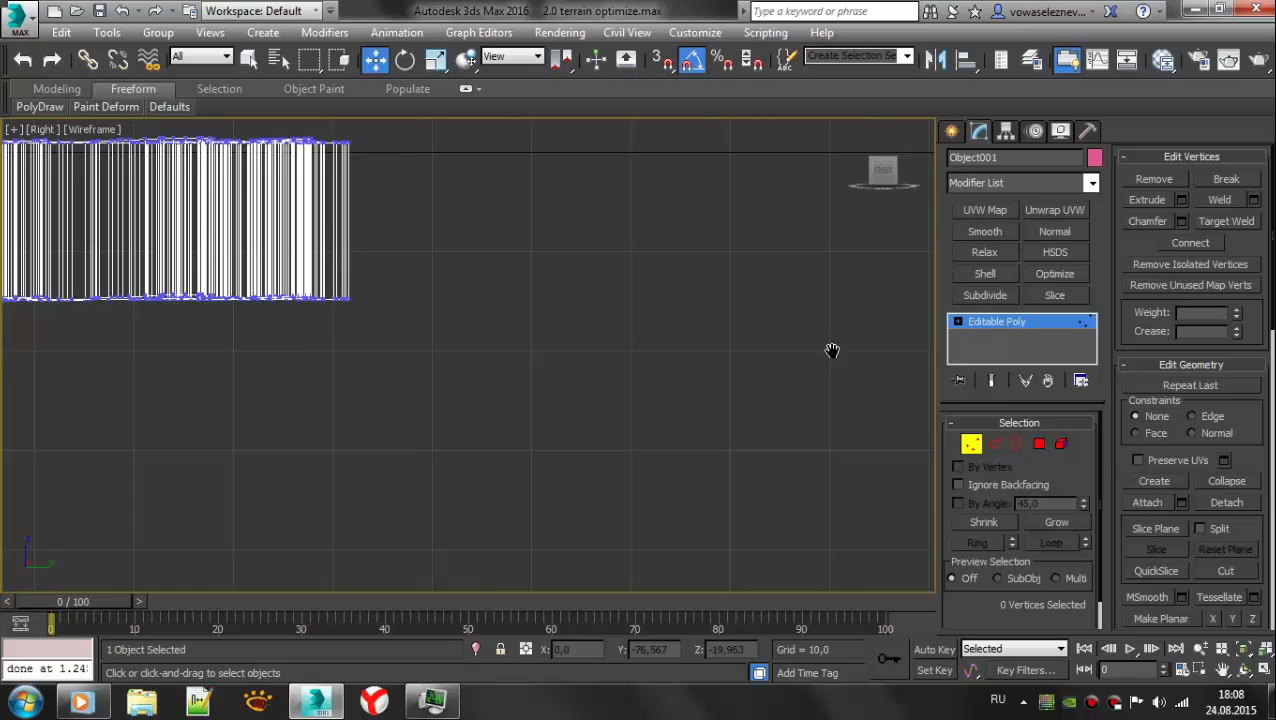 Workspace: Default
Autodesk 3ds Max 2016
2.0 terrain optimize.max
Type a keyword or phrase
vowaseleznev...
MAX
Edit Tools Group Views Create Modifiers Animation Graph Editors Rendering Civil View Customize Scripting Help
All
View
3
Create Selection Se
Modeling Freeform Selection Object Paint Populate
PolyDraw Paint Deform Defaults
[+] [Right] [Wireframe]
z
y
Object001
Modifier List
UVW Map Unwrap UVW
Smooth Normal
Relax HSDS
Shell Optimize
Subdivide Slice
Editable Poly
Selection
By Vertex
Ignore Backfacing
By Angle: 45,0
Shrink Grow
Ring Loop
Preview Selection
Off SubObj Multi
0 Vertices Selected
Edit Vertices
Remove Break
Extrude Weld
Chamfer Target Weld
Connect
Remove Isolated Vertices
Remove Unused Map Verts
Weight:
Crease:
Edit Geometry
Repeat Last
Constraints
None Edge
Face Normal
Preserve UVs
Create Collapse
Attach Detach
Slice Plane Split
Slice Reset Plane
QuickSlice Cut
MSmooth Tessellate
Make Planar X Y Z
< 0 / 100 >
0 10 20 30 40 50 60 70 80 90 100
1 Object Selected
X: 0,0 Y: -76,567 Z: -19,963 Grid = 10,0
Auto Key Selected
done at 1.24
Click or click-and-drag to select objects
Add Time Tag
Set Key Key Filters... 0
RU
18:08
24.08.2015